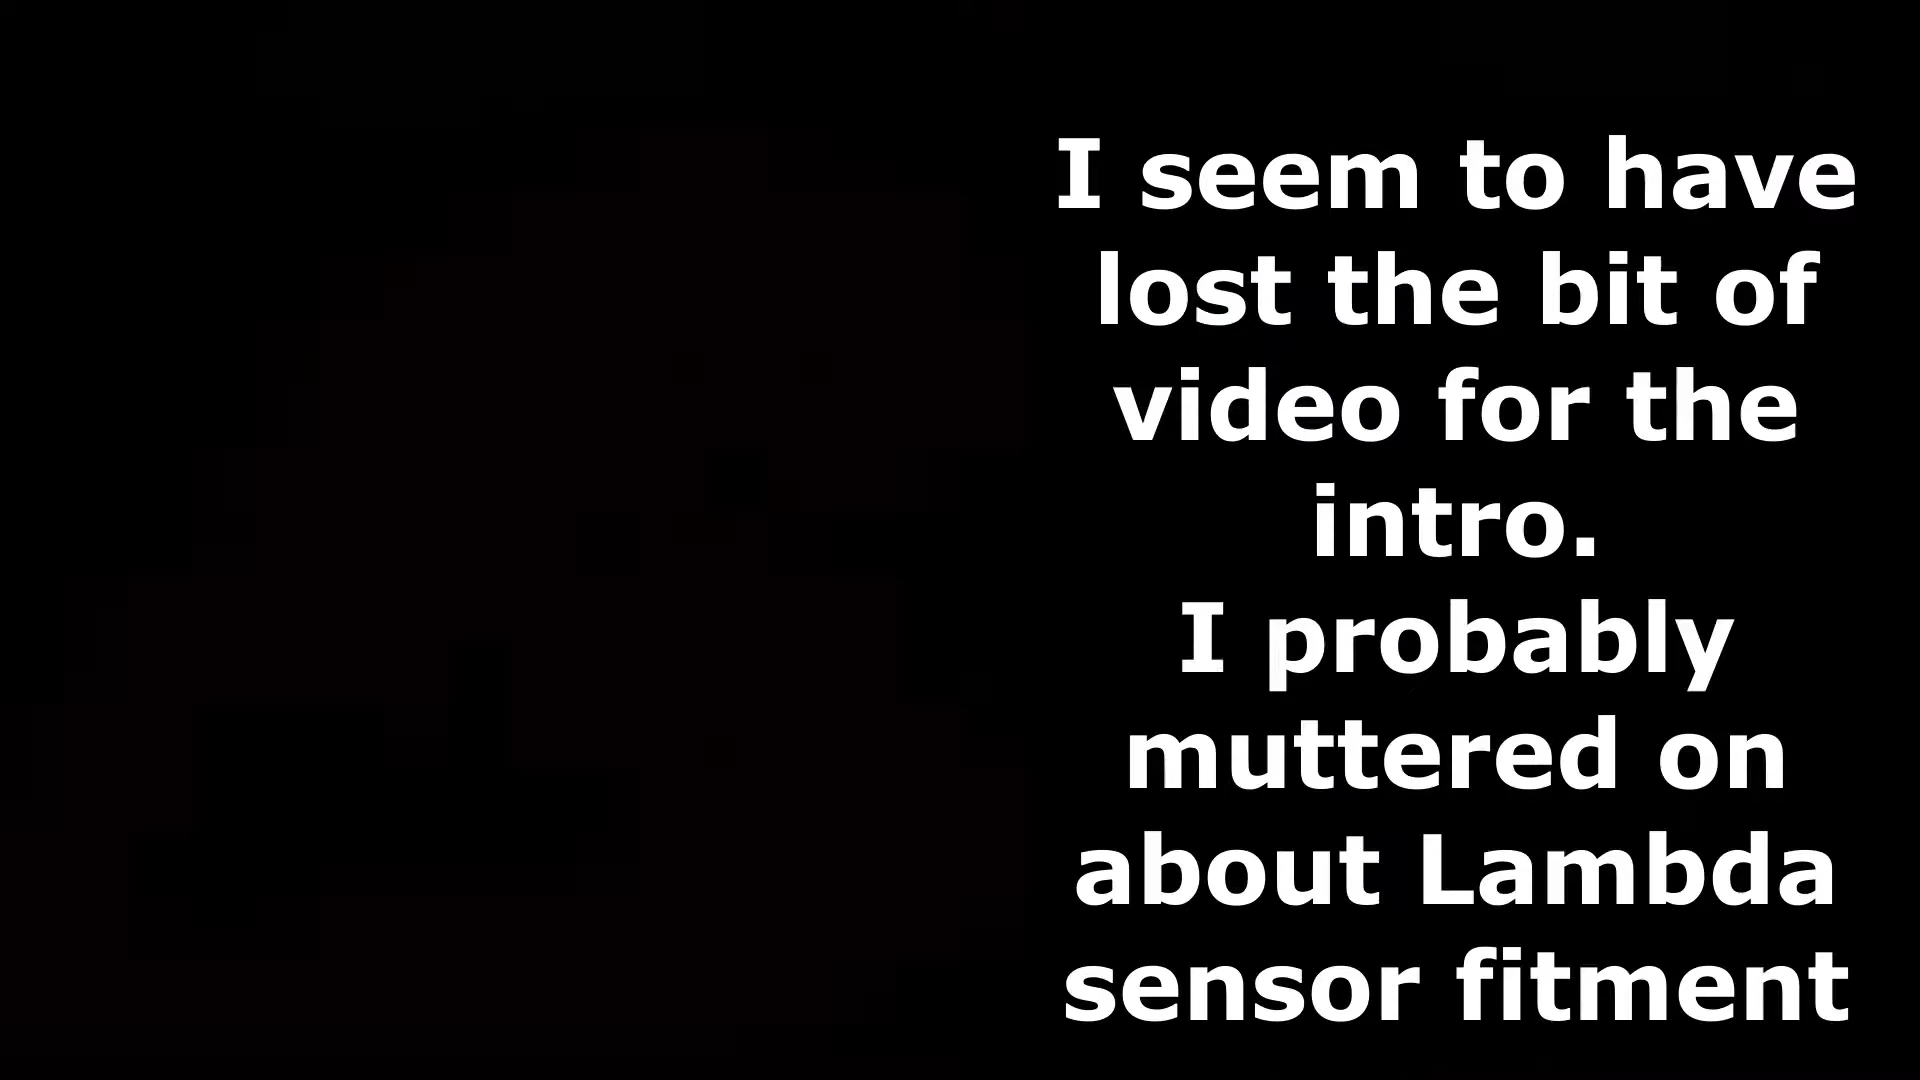 I seem to have
lost the bit of
video for the
intro.
I probably
muttered on
about Lambda
sensor fitment